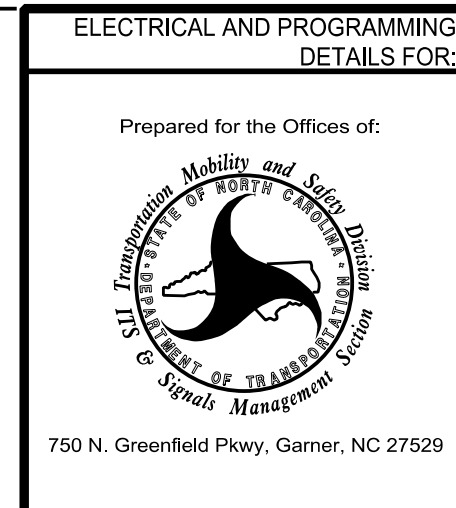 ELECTRICAL AND PROGRAMMING
DETAILS FOR:
Prepared for the Offices of:
Transportation Mobility and Safety Division
STATE OF NORTH CAROLINA
DEPARTMENT OF TRANSPORTATION
ITS & Signals Management Section
750 N. Greenfield Pkwy, Garner, NC 27529